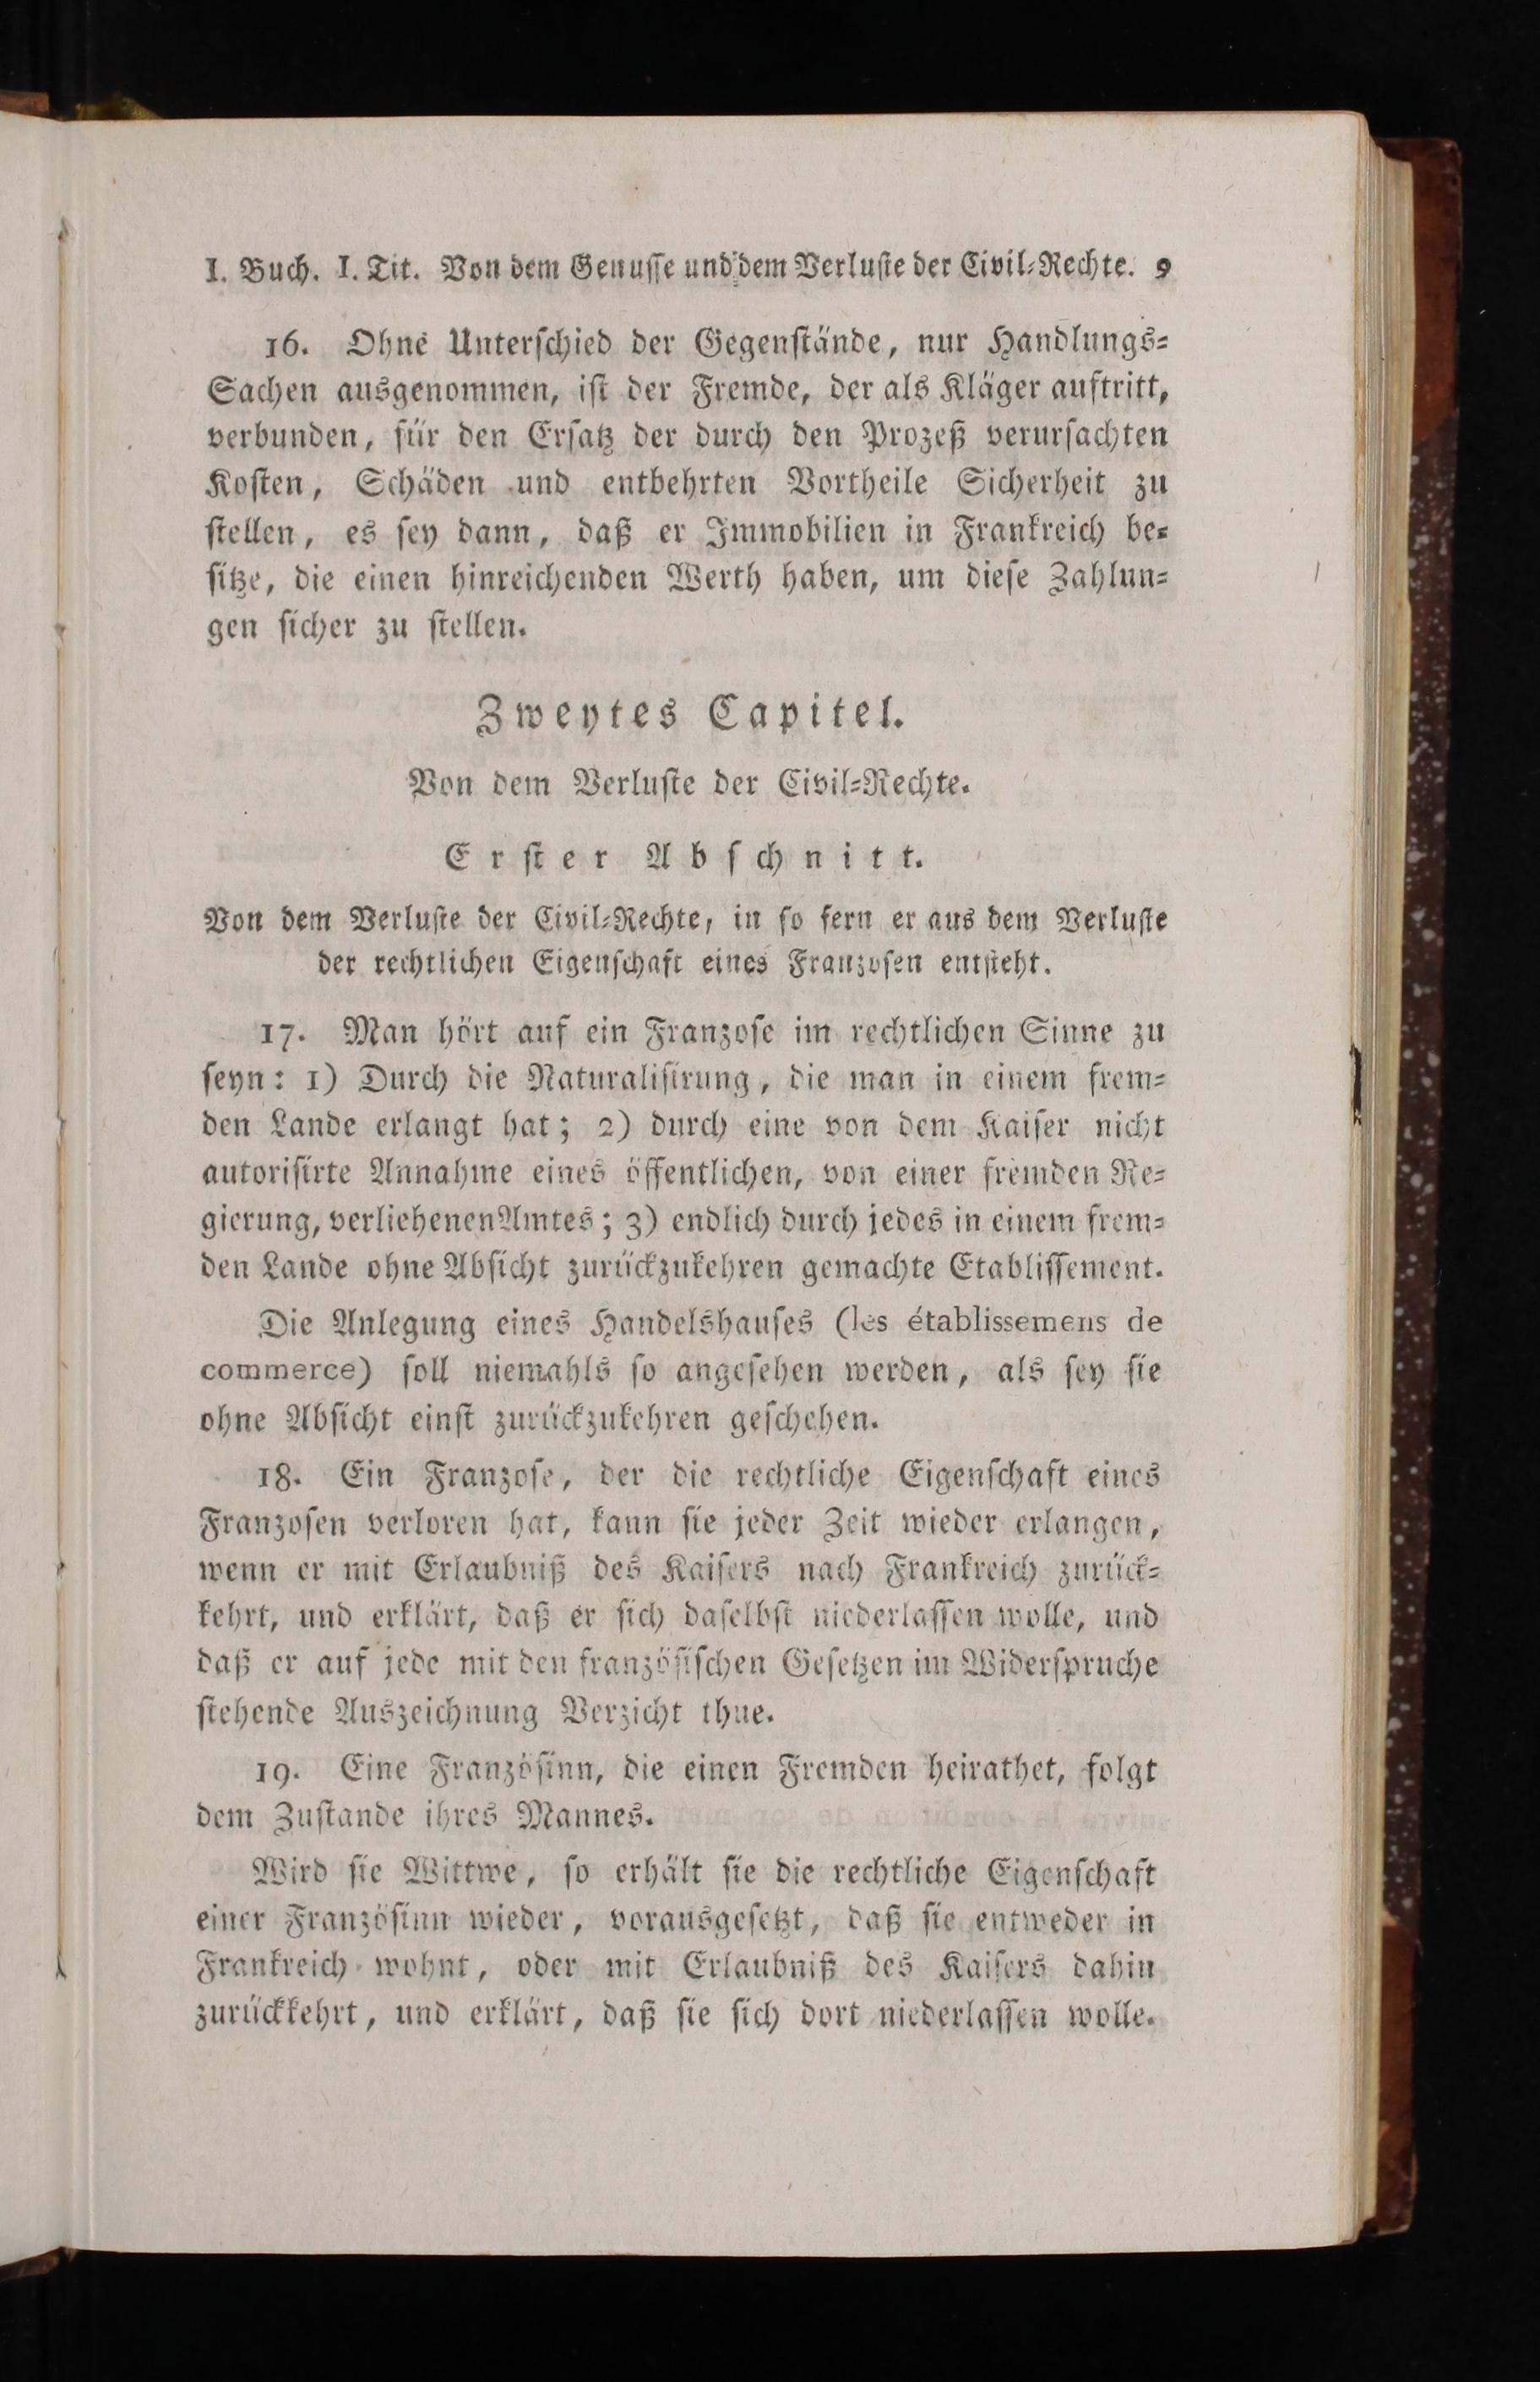 I. Buch. I. Tit. Von dem Genusse und dem Verluste der Civil-Rechte. 9
16. Ohne Unterschied der Gegenstände, nur Handlungs-
Sachen ausgenommen, ist der Fremde, der als Kläger auftritt,
verbunden, für den Ersatz der durch den Prozeß verursachten
Kosten, Schäden und entbehrten Vortheile Sicherheit zu
stellen, es sey dann, daß er Immobilien in Frankreich be-
sitze, die einen hinreichenden Werth haben, um diese Zahlun-
gen sicher zu stellen.
Zweytes Capitel.
Von dem Verluste der Civil-Rechte.
Erster Abschnitt.
Von dem Verluste der Civil-Rechte, in so fern er aus dem Verluste
der rechtlichen Eigenschaft eines Franzosen entsteht.
17. Man hört auf ein Franzose im rechtlichen Sinne zu
seyn: 1) Durch die Naturalisirung, die man in einem frem-
den Lande erlangt hat; 2) durch eine von dem Kaiser nicht
autorisirte Annahme eines öffentlichen, von einer fremden Re-
gierung, verliehenen Amtes; 3) endlich durch jedes in einem frem-
den Lande ohne Absicht zurückzukehren gemachte Etablissement.
Die Anlegung eines Handelshauses (les établissemens de
commerce) soll niemahls so angesehen werden, als sey sie
ohne Absicht einst zurückzukehren geschehen.
18. Ein Franzose, der die rechtliche Eigenschaft eines
Franzosen verloren hat, kann sie jeder Zeit wieder erlangen,
wenn er mit Erlaubniß des Kaisers nach Frankreich zurück-
kehrt, und erklärt, daß er sich daselbst niederlassen wolle, und
daß er auf jede mit den französischen Gesetzen im Widerspruche
stehende Auszeichnung Verzicht thue.
19. Eine Französinn, die einen Fremden heirathet, folgt
dem Zustande ihres Mannes.
Wird sie Wittwe, so erhält sie die rechtliche Eigenschaft
einer Französinn wieder, vorausgesetzt, daß sie entweder in
Frankreich wohnt, oder mit Erlaubniß des Kaisers dahin
zurückkehrt, und erklärt, daß sie sich dort niederlassen wolle.